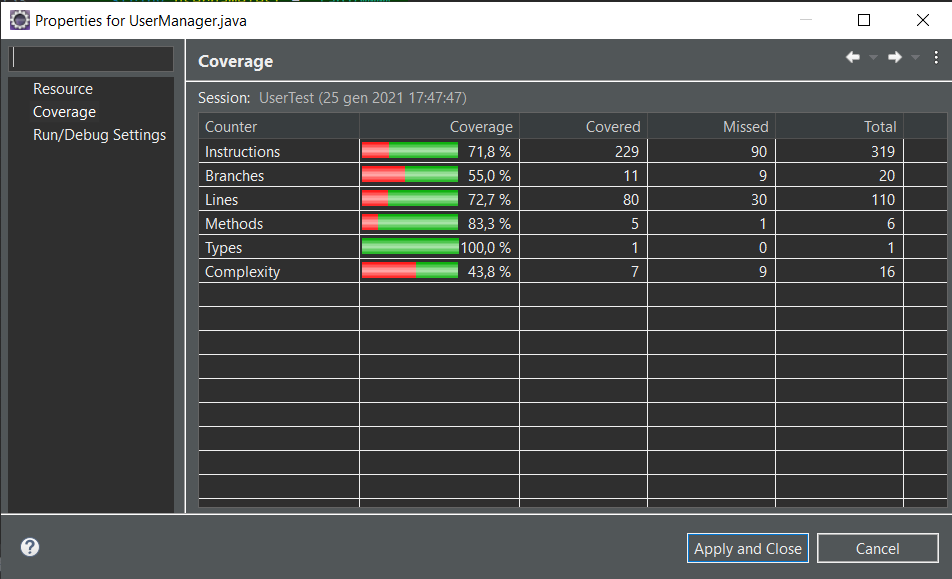 Properties for UserManager.java
Resource
Coverage
Run/Debug Settings
Coverage
Session: UserTest (25 gen 2021 17:47:47)
Counter Coverage Covered Missed Total
Instructions 71,8 % 229 90 319
Branches 55,0 % 11 9 20
Lines 72,7 % 80 30 110
Methods 83,3 % 5 1 6
Types 100,0 % 1 0 1
Complexity 43,8 % 7 9 16
?
Apply and Close Cancel